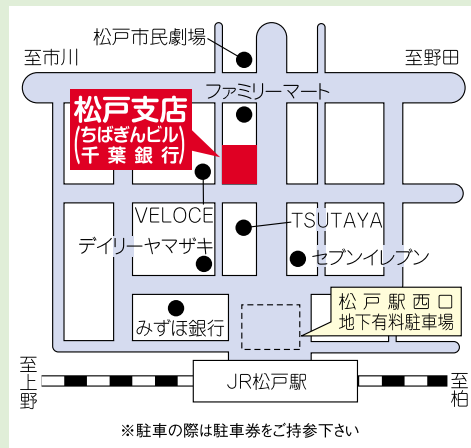 松戸市民劇場
至市川
至野田
ファミリーマート
松戸支店
(ちばぎんビル)
(千葉銀行)
VELOCE
TSUTAYA
デイリーヤマザキ
セブンイレブン
松戸駅西口
地下有料駐車場
みずほ銀行
至上野
JR松戸駅
至柏
※駐車の際は駐車券をご持参下さい